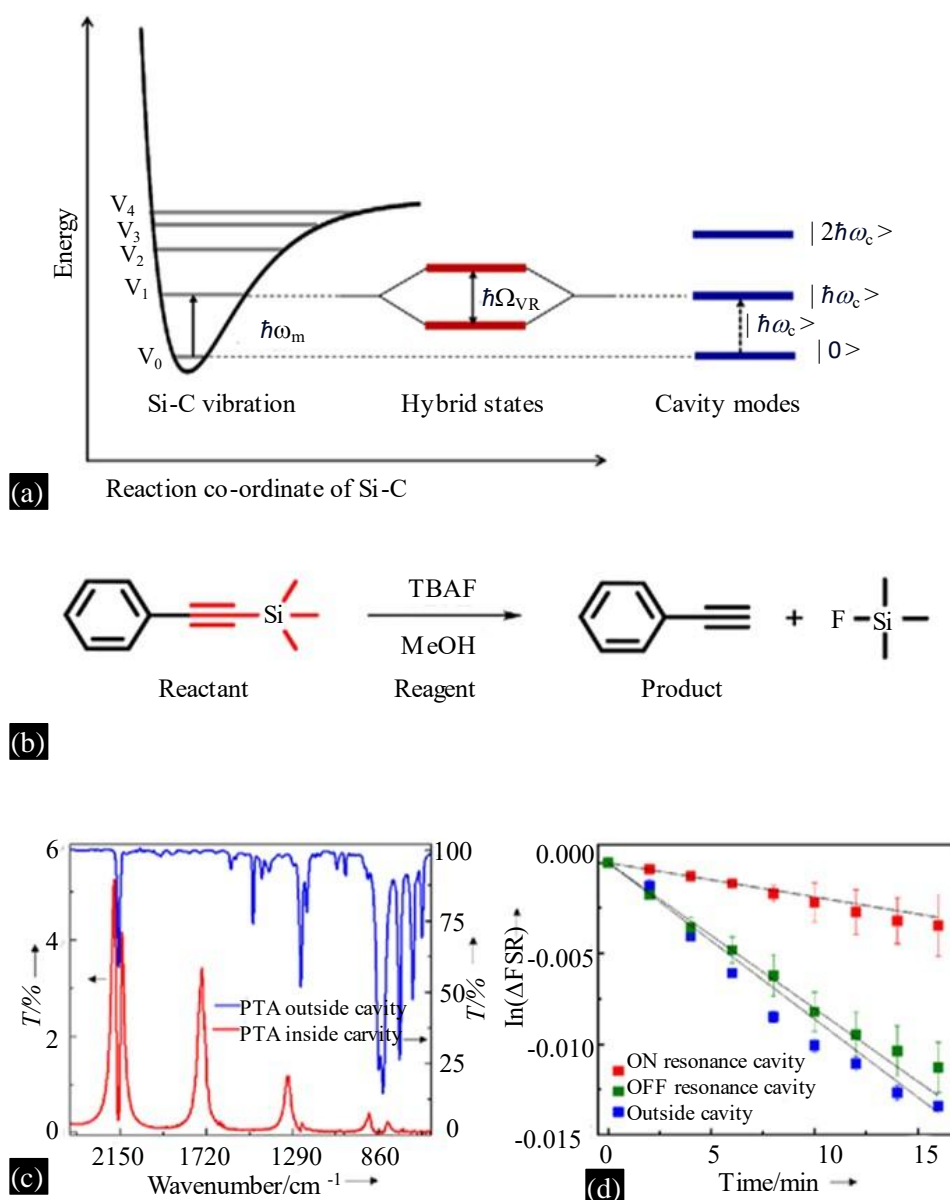 Energy
V4
V3
V2
V1
V0
ħωm
ħΩVR
| 2ħωc >
| ħωc >
| ħωc >
| 0 >
Si-C vibration
Hybrid states
Cavity modes
Reaction co-ordinate of Si-C
(a)
Si
TBAF
MeOH
+
F
Si
Reactant
Reagent
Product
(b)
6
4
2
0
T/%
100
75
50
25
0
T/%
PTA outside cavity
PTA inside carvity
2150 1720 1290 860
Wavenumber/cm -1
(c)
0.000
-0.005
-0.010
-0.015
ln(ΔFSR)
ON resonance cavity
OFF resonance cavity
Outside cavity
0 5 10 15
Time/min
(d)